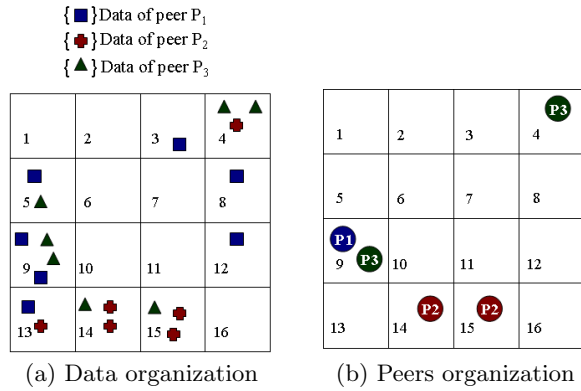 { } Data of peer P1
{ } Data of peer P2
{ } Data of peer P3
1 2 3 4
5 6 7 8
9 10 11 12
13 14 15 16
(a) Data organization
P3
1 2 3 4
5 6 7 8
P1
P3
9 10 11 12
P2 P2
13 14 15 16
(b) Peers organization